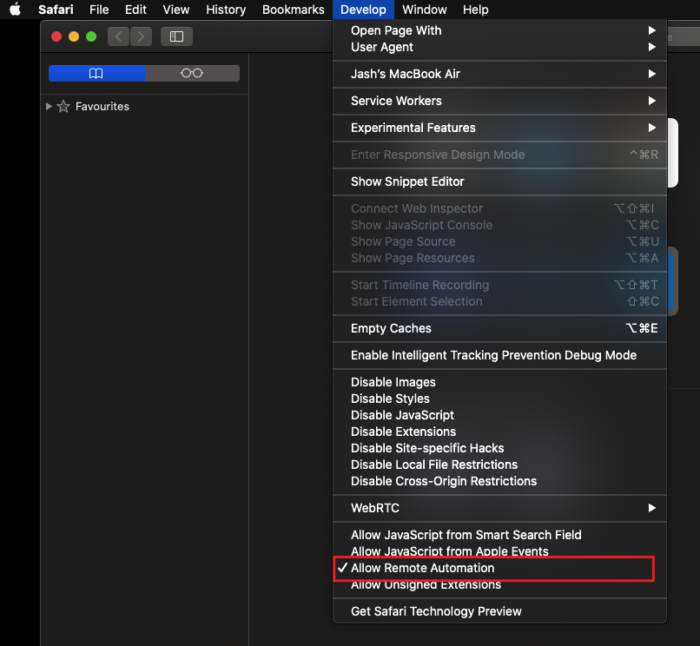 Safari File Edit View History Bookmarks Develop Window Help
Favourites
Open Page With
User Agent
Jash's MacBook Air
Service Workers
Experimental Features
Enter Responsive Design Mode ^⌘R
Show Snippet Editor
Connect Web Inspector ⌥⇧⌘I
Show JavaScript Console ⌥⌘C
Show Page Source ⌥⌘U
Show Page Resources ⌥⌘A
Start Timeline Recording ⌥⇧⌘T
Start Element Selection ⇧⌘C
Empty Caches ⌥⌘E
Enable Intelligent Tracking Prevention Debug Mode
Disable Images
Disable Styles
Disable JavaScript
Disable Extensions
Disable Site-specific Hacks
Disable Local File Restrictions
Disable Cross-Origin Restrictions
WebRTC
Allow JavaScript from Smart Search Field
Allow JavaScript from Apple Events
✓ Allow Remote Automation
Allow Unsigned Extensions
Get Safari Technology Preview